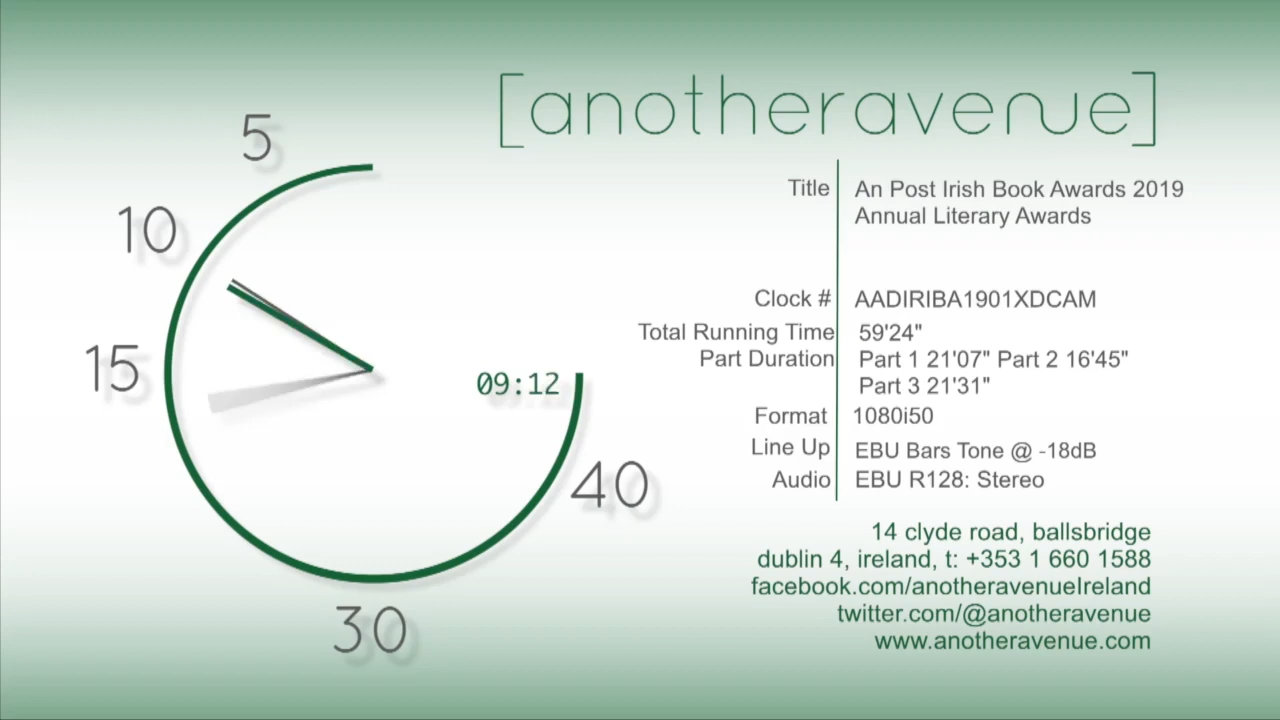 [anotheravenue]
5
10
15
30
40
09:12
Title An Post Irish Book Awards 2019
Annual Literary Awards
Clock # AADIRIBA1901XDCAM
Total Running Time 59'24"
Part Duration Part 1 21'07" Part 2 16'45"
Part 3 21'31"
Format 1080i50
Line Up EBU Bars Tone @ -18dB
Audio EBU R128: Stereo
14 clyde road, ballsbridge
dublin 4, ireland, t: +353 1 660 1588
facebook.com/anotheravenueIreland
twitter.com/@anotheravenue
www.anotheravenue.com